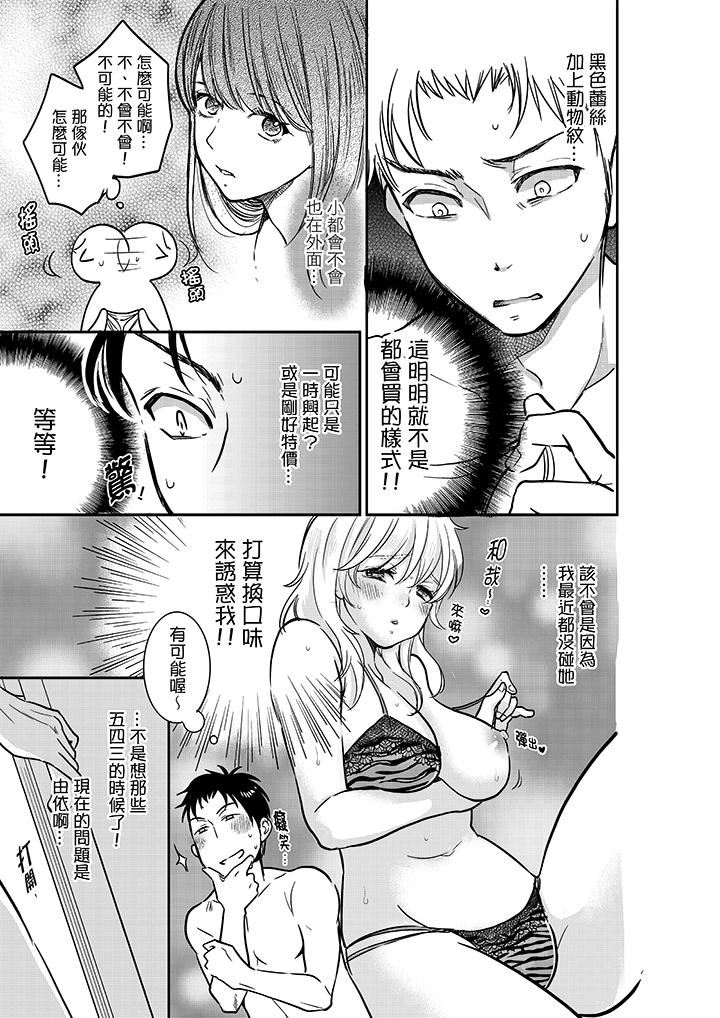 黑色蕾絲
加上動物紋…
這明明就不是
都會買的樣式!!
小都會不會
也在外面…
怎麼可能啊…
不、不曾不會！
不可能的！
那傢伙
怎麼可能…
搖頭
搖頭
可能只是
一時興起？
或是剛好特價…
驚！
等等！
該不曾是因為
我最近都沒碰她
……
和哉～♡
來嘛♡
彈出♥
打算換口味
來誘惑我!!
有可能喔～
癡笑…
…不是想那些
五四三的時候了！
現在的問題是
由依啊…
打開